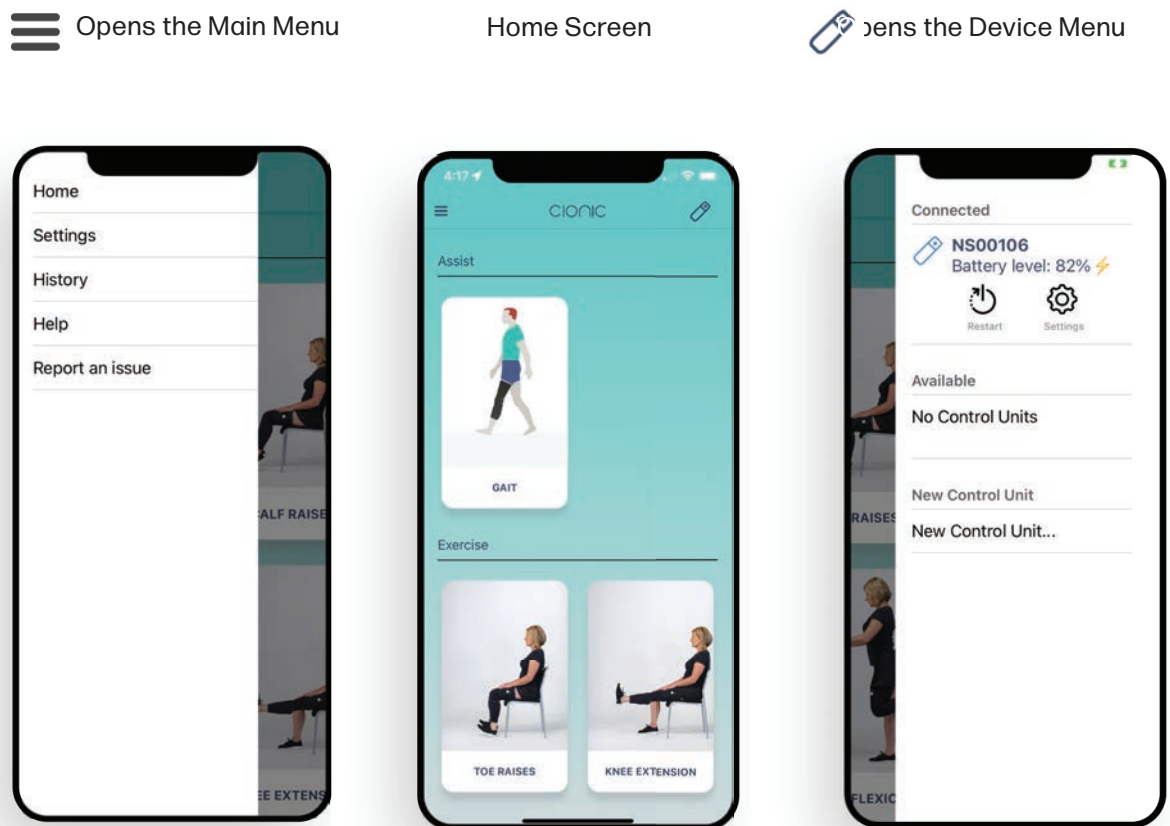 Opens the Main Menu
Home Screen
pens the Device Menu
Home
Settings
History
Help
Report an issue
ALF RAISE
EE EXTENS
4:17
CIONIC
Assist
GAIT
Exercise
TOE RAISES
KNEE EXTENSION
Connected
NS00106
Battery level: 82%
Restart
Settings
Available
No Control Units
New Control Unit
New Control Unit...
RAISES
FLEXIC